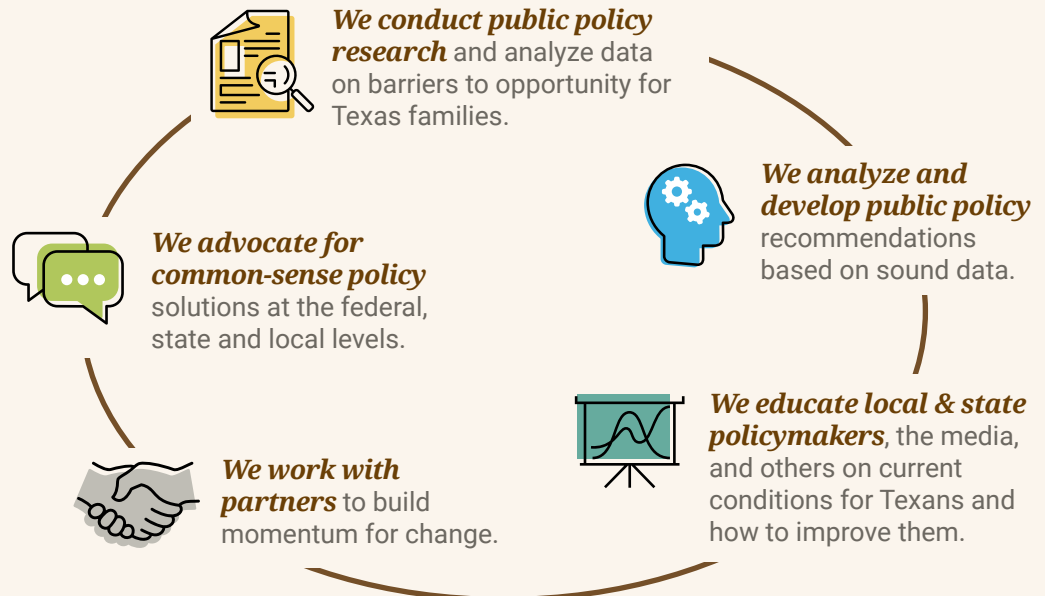 We conduct public policy
research and analyze data
on barriers to opportunity for
Texas families.
We analyze and
develop public policy
recommendations
based on sound data.
We educate local & state
policymakers, the media,
and others on current
conditions for Texans and
how to improve them.
We work with
partners to build
momentum for change.
We advocate for
common-sense policy
solutions at the federal,
state and local levels.